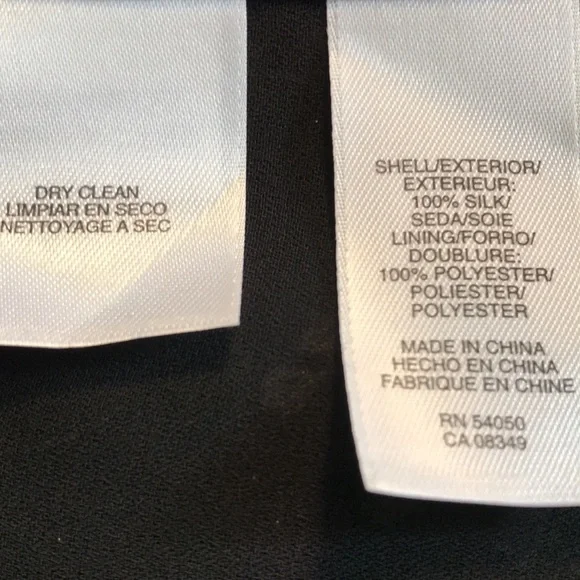 DRY CLEAN
LIMPIAR EN SECO
NETTOYAGE A SEC
SHELL/EXTERIOR/
EXTERIEUR:
100% SILK/
SEDA/SOIE
LINING/FORRO/
DOUBLURE:
100% POLYESTER/
POLIESTER/
POLYESTER
MADE IN CHINA
HECHO EN CHINA
FABRIQUE EN CHINE
RN 54050
CA 08349